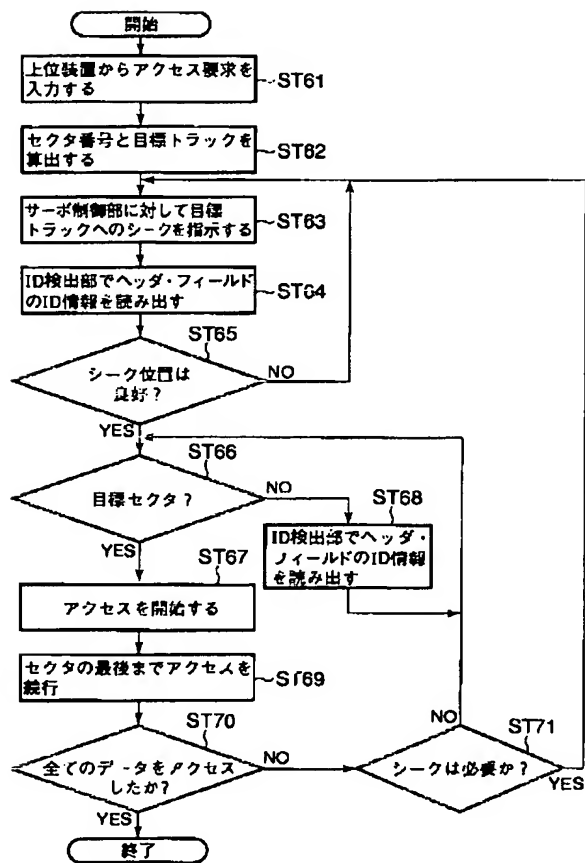 開始
上位装置からアクセス要求を
入力する
ST61
セクタ番号と目標トラックを
算出する
ST62
サーボ制御部に対して目標
トラックへのシークを指示する
ST63
ID検出部でヘッダ・フィールド
のID情報を読み出す
ST64
ST65
シーク位置は
良好?
NO
YES
ST66
目標セクタ?
NO
YES
ST68
ID検出部でヘッダ・
フィールドのID情報
を読み出す
ST67
アクセスを開始する
セクタの最後までアクセスを
続行
ST69
ST70
全てのデータをアクセス
したか?
NO
YES
NO
ST71
シークは必要か?
YES
終了